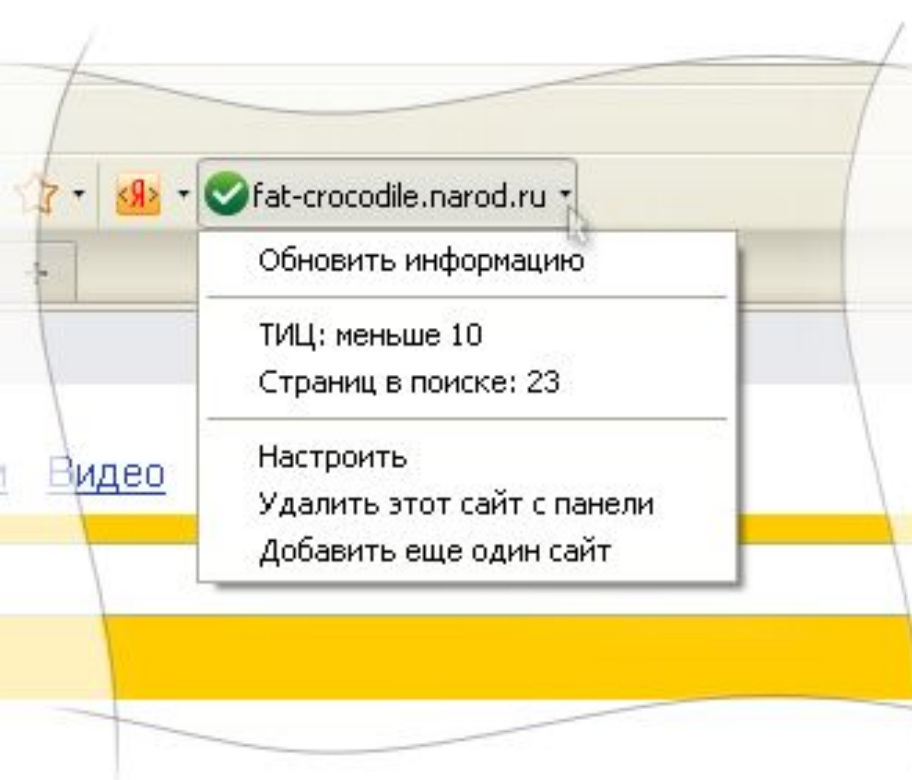 <Я> fat-crocodile.narod.ru
Обновить информацию
ТИЦ: меньше 10
Страниц в поиске: 23
Видео
Настроить
Удалить этот сайт с панели
Добавить еще один сайт